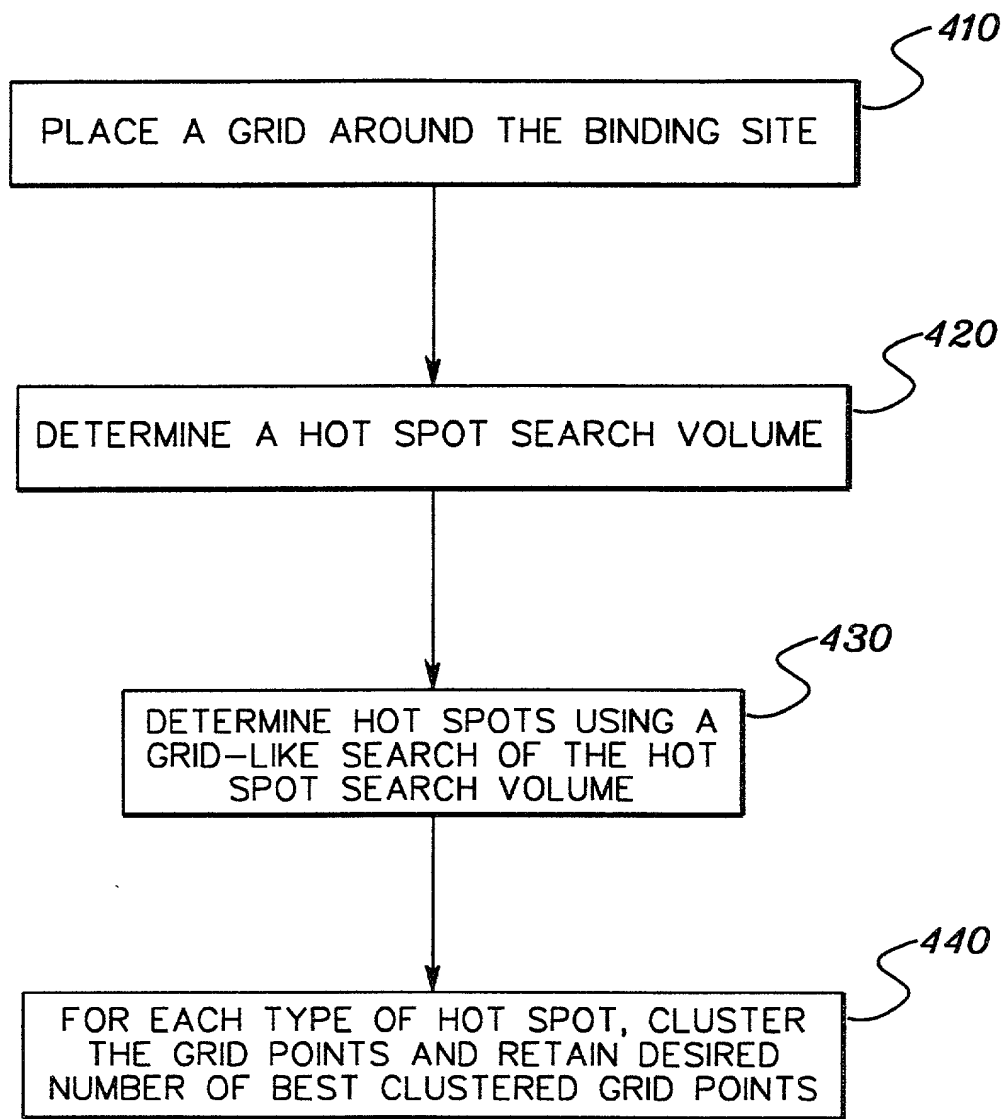 410
PLACE A GRID AROUND THE BINDING SITE
420
DETERMINE A HOT SPOT SEARCH VOLUME
430
DETERMINE HOT SPOTS USING A
GRID-LIKE SEARCH OF THE HOT
SPOT SEARCH VOLUME
440
FOR EACH TYPE OF HOT SPOT, CLUSTER
THE GRID POINTS AND RETAIN DESIRED
NUMBER OF BEST CLUSTERED GRID POINTS